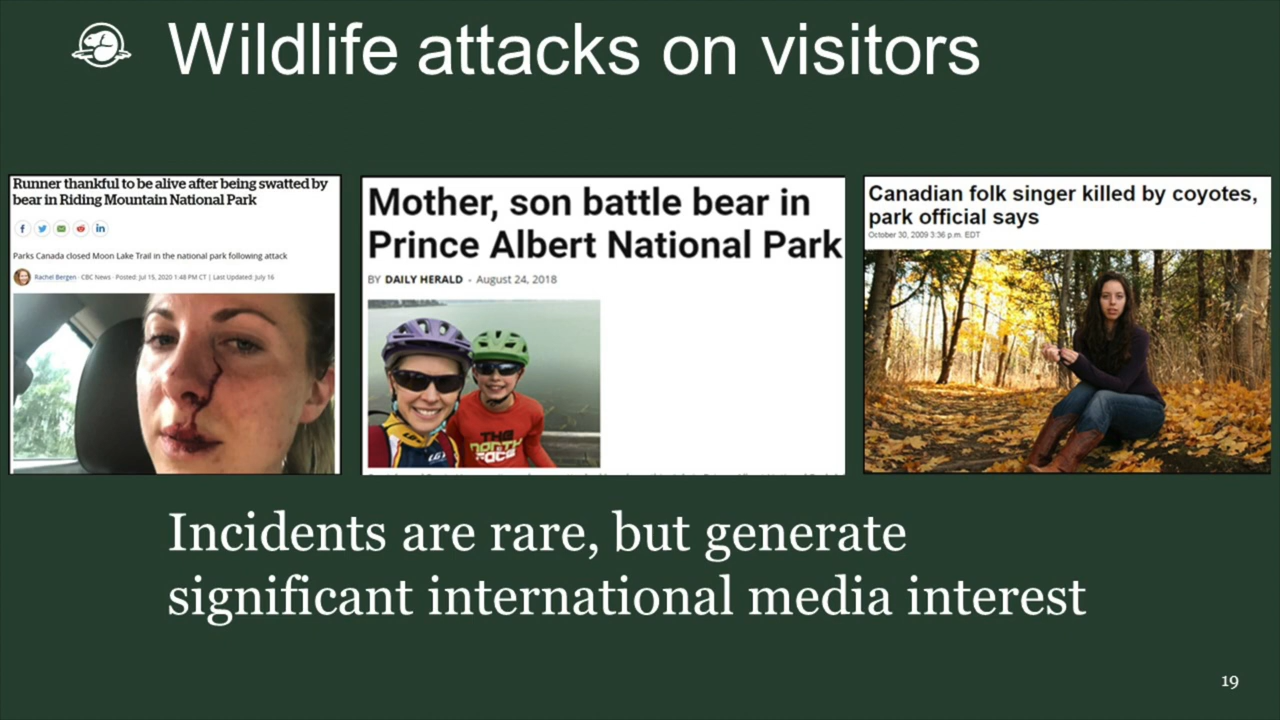 Wildlife attacks on visitors
Runner thankful to be alive after being swatted by
bear in Riding Mountain National Park
Parks Canada closed Moon Lake Trail in the national park following attack
Rachel Bergen · CBC News · Posted: Jul 15, 2020 1:48 PM CT | Last Updated: July 16
Mother, son battle bear in
Prince Albert National Park
BY DAILY HERALD - August 24, 2018
THE
NORTH
FACE
Canadian folk singer killed by coyotes,
park official says
October 30, 2009 3:36 p.m. EDT
Incidents are rare, but generate
significant international media interest
19